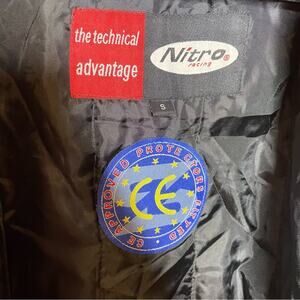 the technical
advantage
Nitro®
racing
S
CE APPROVED PROTECTORS FITTED •
CE